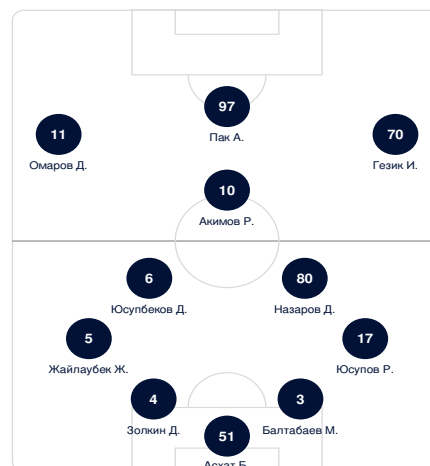 97
Пак А.
11
Омаров Д.
70
Гезик И.
10
Акимов Р.
6
Юсупбеков Д.
80
Назаров Д.
5
Жайлаубек Ж.
17
Юсупов Р.
4
Золкин Д.
3
Балтабаев М.
51
Асхат Б.